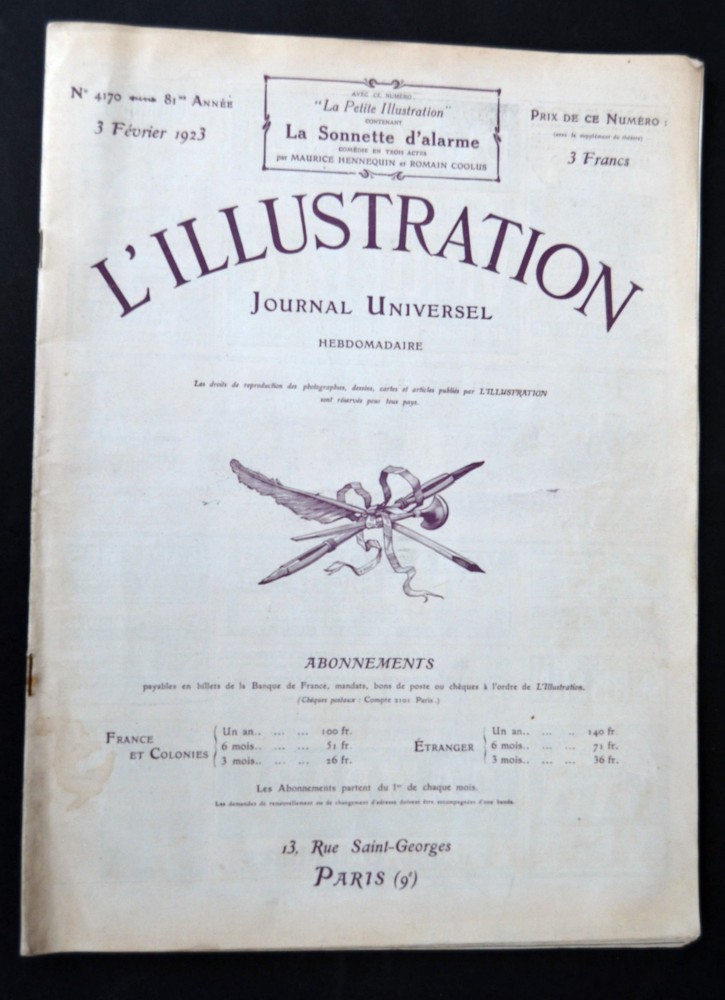 N° 4170 81me ANNÉE
3 Février 1923
AVEC CE NUMÉRO :
"La Petite Illustration"
CONTENANT
La Sonnette d'alarme
COMÉDIE EN TROIS ACTES
par MAURICE HENNEQUIN et ROMAIN COOLUS
PRIX DE CE NUMÉRO :
(avec le supplément de théâtre)
3 Francs
L'ILLUSTRATION
JOURNAL UNIVERSEL
HEBDOMADAIRE
Les droits de reproduction des photographies, dessins, cartes et articles publiés par L'ILLUSTRATION
sont réservés pour tous pays.
ABONNEMENTS
payables en billets de la Banque de France, mandats, bons de poste ou chèques à l'ordre de L'Illustration.
(Chèques postaux : Compte 2101 Paris.)
FRANCE
ET COLONIES
Un an.. ... ... 100 fr.
6 mois.. ... ... 51 fr.
3 mois.. ... ... 26 fr.
ÉTRANGER
Un an.. ... .. 140 fr.
6 mois.. ... .. 71 fr.
3 mois.. ... .. 36 fr.
Les Abonnements partent du 1er de chaque mois.
Les demandes de renouvellement ou de changement d'adresse doivent être accompagnées d'une bande.
13, Rue Saint-Georges
PARIS (9e)